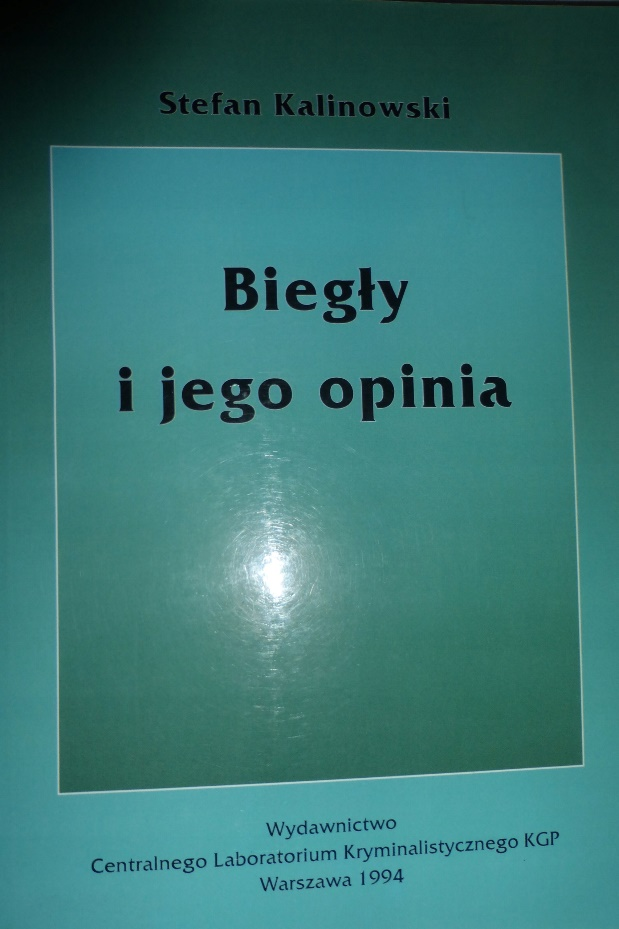 Stefan Kalinowski
Biegły
i jego opinia
Wydawnictwo
Centralnego Laboratorium Kryminalistycznego KGP
Warszawa 1994